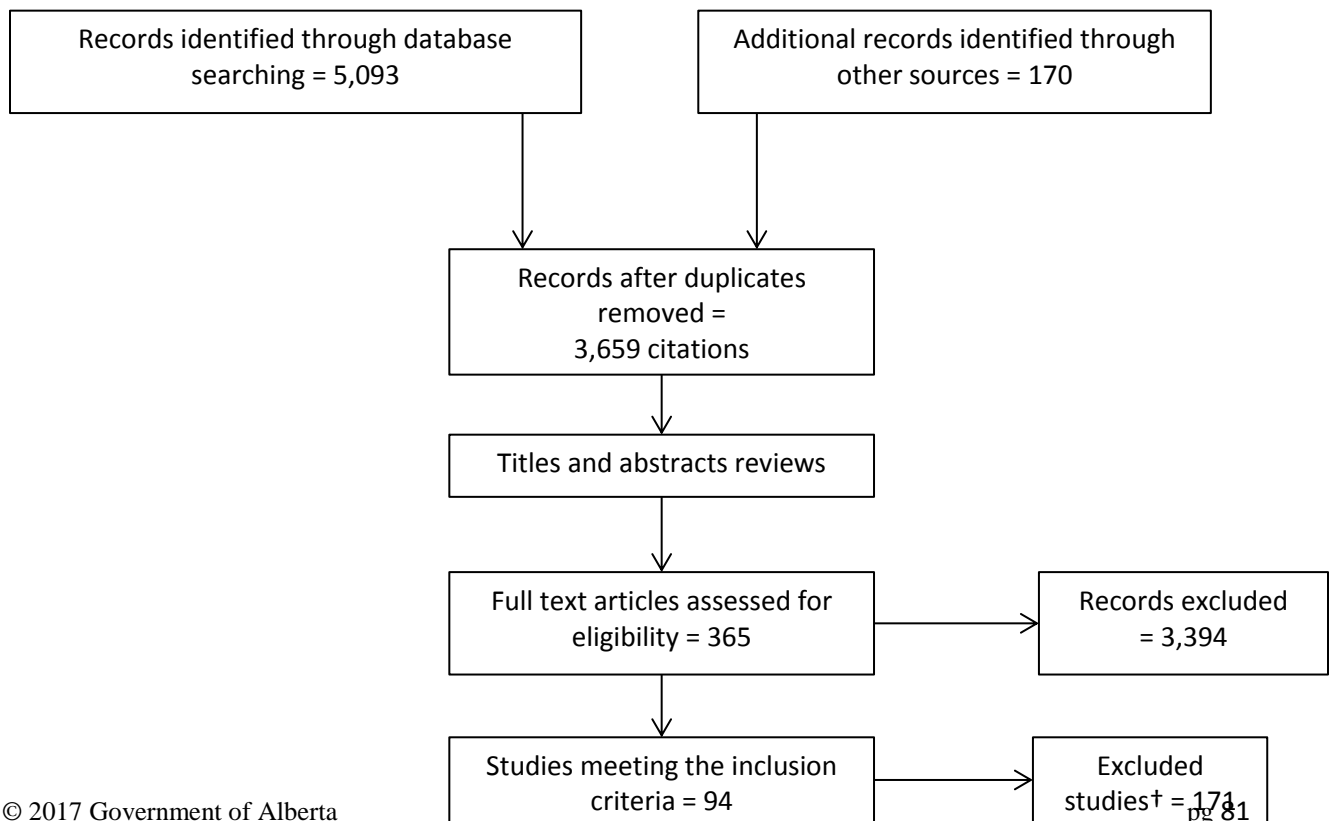 Records identified through database
searching = 5,093
Additional records identified through
other sources = 170
Records after duplicates
removed =
3,659 citations
Titles and abstracts reviews
Full text articles assessed for
eligibility = 365
Records excluded
= 3,394
Studies meeting the inclusion
criteria = 94
Excluded
studies† = 171
© 2017 Government of Alberta
pg 81